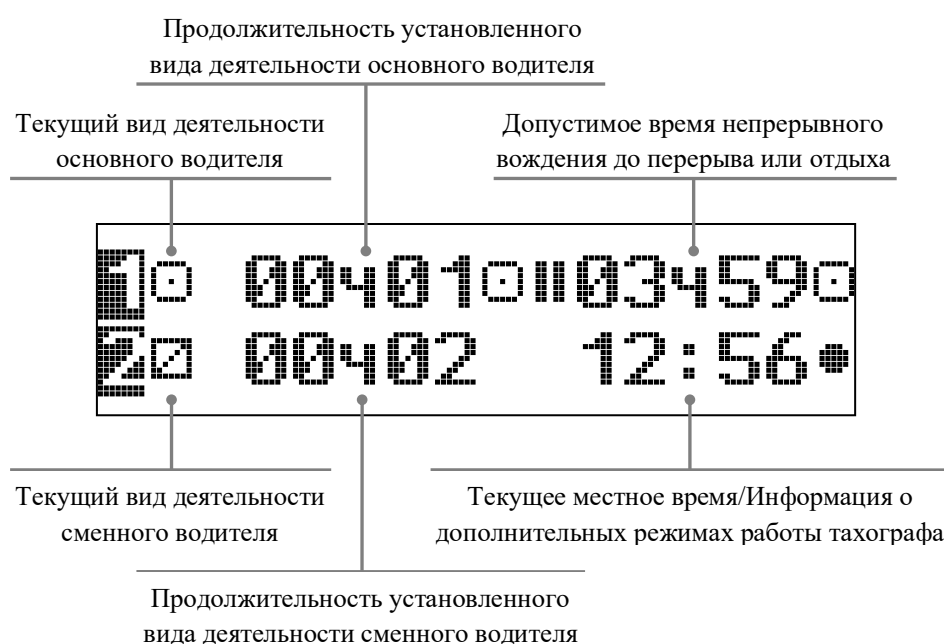 Продолжительность установленного
вида деятельности основного водителя
Текущий вид деятельности
основного водителя
Допустимое время непрерывного
вождения до перерыва или отдыха
1 00ч01 03ч59
2 00ч02 12:56
Текущий вид деятельности
сменного водителя
Текущее местное время/Информация о
дополнительных режимах работы тахографа
Продолжительность установленного
вида деятельности сменного водителя